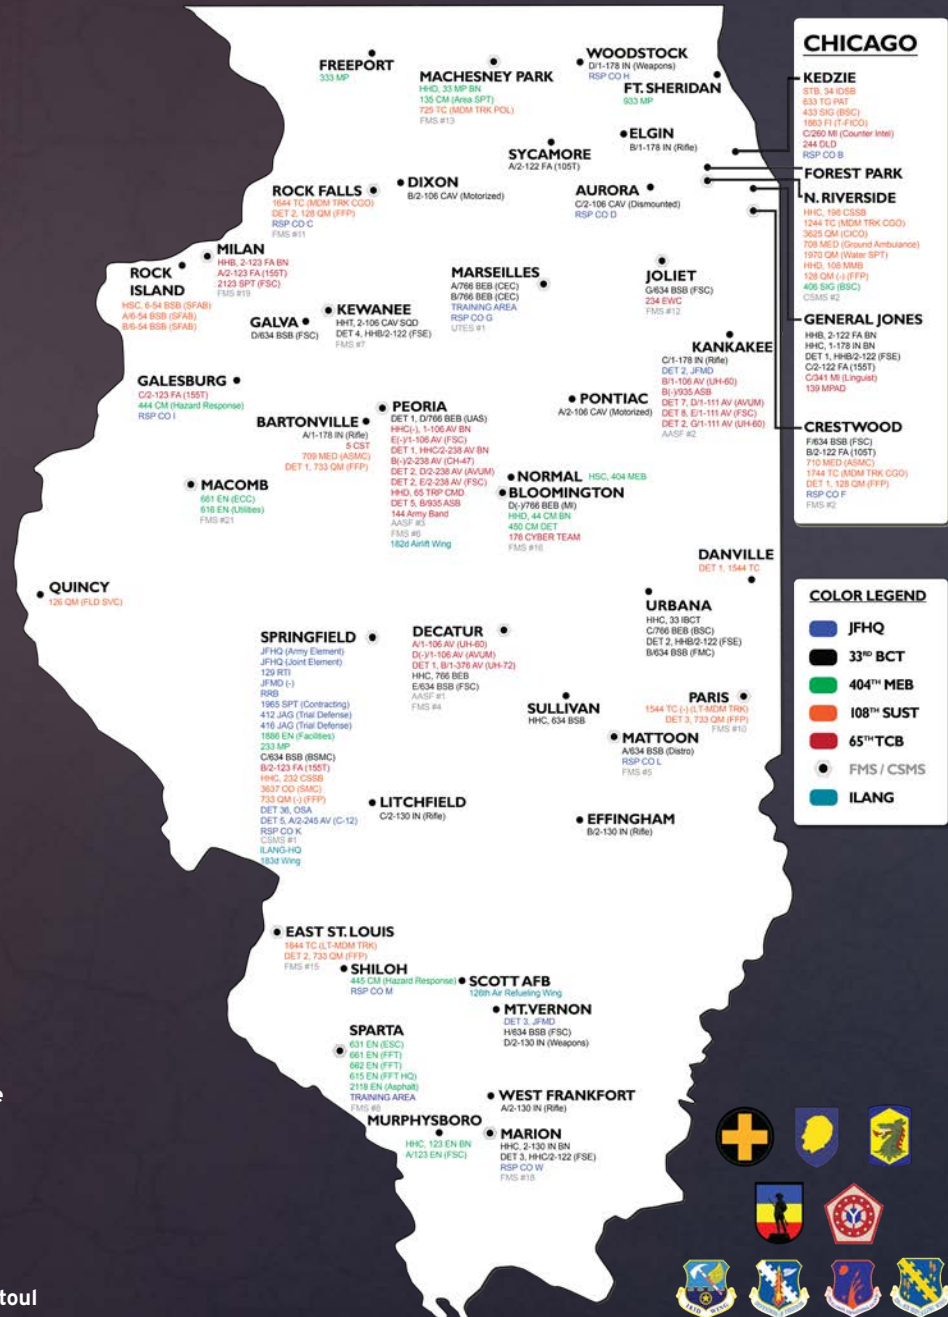 FREEPORT
333 MP
MACHESNEY PARK
HHD, 33 MP BN
135 CM (Area SPT)
725 TC (MDM TRK POL)
FMS #13
WOODSTOCK
D/1-178 IN (Weapons)
RSP CO H
FT. SHERIDAN
933 MP
ELGIN
B/1-178 IN (Rifle)
SYCAMORE
A/2-122 FA (105T)
ROCK FALLS
1644 TC (MDM TRK CGO)
DET 2, 128 QM (FFP)
RSP CO C
FMS #11
DIXON
B/2-106 CAV (Motorized)
AURORA
C/2-106 CAV (Dismounted)
RSP CO D
MILAN
HHB, 2-123 FA BN
A/2-123 FA (155T)
2123 SPT (FSC)
FMS #19
ROCK
ISLAND
HSC, 6-54 BSB (SFAB)
A/6-54 BSB (SFAB)
B/6-54 BSB (SFAB)
MARSEILLES
A/766 BEB (CEC)
B/766 BEB (CEC)
TRAINING AREA
RSP CO G
UTES #1
JOLIET
G/634 BSB (FSC)
234 EWC
FMS #12
KEWANEE
HHT, 2-106 CAV SQD
DET 4, HHB/2-122 (FSE)
FMS #7
GALVA
D/634 BSB (FSC)
KANKAKEE
C/1-178 IN (Rifle)
DET 2, JFMD
B/1-106 AV (UH-60)
B(-)/935 ASB
DET 7, D/1-111 AV (AVUM)
DET 8, E/1-111 AV (FSC)
DET 2, G/1-111 AV (UH-60)
AASF #2
GALESBURG
C/2-123 FA (155T)
444 CM (Hazard Response)
RSP CO I
PONTIAC
A/2-106 CAV (Motorized)
BARTONVILLE
A/1-178 IN (Rifle)
5 CST
709 MED (ASMC)
DET 1, 733 QM (FFP)
PEORIA
DET 1, D/766 BEB (UAS)
HHC(-), 1-106 AV BN
E(-)/1-106 AV (FSC)
DET 1, HHC/2-238 AV BN
B(-)/2-238 AV (CH-47)
DET 2, D/2-238 AV (AVUM)
DET 2, E/2-238 AV (FSC)
HHD, 65 TRP CMD
DET 5, B/935 ASB
144 Army Band
AASF #3
FMS #6
182d Airlift Wing
MACOMB
661 EN (ECC)
616 EN (Utilities)
FMS #21
NORMAL HSC, 404 MEB
BLOOMINGTON
D(-)/766 BEB (MI)
HHD, 44 CM BN
450 CM DET
176 CYBER TEAM
FMS #16
DANVILLE
DET 1, 1544 TC
QUINCY
126 QM (FLD SVC)
URBANA
HHC, 33 IBCT
C/766 BEB (BSC)
DET 2, HHB/2-122 (FSE)
B/634 BSB (FMC)
SPRINGFIELD
JFHQ (Army Element)
JFHQ (Joint Element)
129 RTI
JFMD (-)
RRB
1965 SPT (Contracting)
412 JAG (Trial Defense)
416 JAG (Trial Defense)
1886 EN (Facilities)
233 MP
C/634 BSB (BSMC)
B/2-123 FA (155T)
HHC, 232 CSSB
3637 OD (SMC)
733 QM (-) (FFP)
DET 36, OSA
DET 5, A/2-245 AV (C-12)
RSP CO K
CSMS #1
ILANG-HQ
183d Wing
DECATUR
A/1-106 AV (UH-60)
D(-)/1-106 AV (AVUM)
DET 1, B/1-376 AV (UH-72)
HHC, 766 BEB
E/634 BSB (FSC)
AASF #1
FMS #4
SULLIVAN
HHC, 634 BSB
PARIS
1544 TC (-) (LT-MDM TRK)
DET 3, 733 QM (FFP)
FMS #10
MATTOON
A/634 BSB (Distro)
RSP CO L
FMS #5
LITCHFIELD
C/2-130 IN (Rifle)
EFFINGHAM
B/2-130 IN (Rifle)
EAST ST. LOUIS
1844 TC (LT-MDM TRK)
DET 2, 733 QM (FFP)
FMS #15
SHILOH
445 CM (Hazard Response)
RSP CO M
SCOTT AFB
126th Air Refueling Wing
MT. VERNON
DET 3, JFMD
H/634 BSB (FSC)
D/2-130 IN (Weapons)
SPARTA
631 EN (ESC)
661 EN (FFT)
662 EN (FFT)
615 EN (FFT HQ)
2118 EN (Asphalt)
TRAINING AREA
FMS #8
WEST FRANKFORT
A/2-130 IN (Rifle)
MURPHYSBORO
HHC, 123 EN BN
A/123 EN (FSC)
MARION
HHC, 2-130 IN BN
DET 3, HHC/2-122 (FSE)
RSP CO W
FMS #18
CHICAGO
KEDZIE
STB, 34 IDSB
633 TG PAT
433 SIG (BSC)
1863 FI (T-FICO)
C/260 MI (Counter Intel)
244 DLD
RSP CO B
FOREST PARK
N. RIVERSIDE
HHC, 198 CSSB
1244 TC (MDM TRK CGO)
3625 QM (CICO)
708 MED (Ground Ambulance)
1970 QM (Water SPT)
HHD, 108 MMB
128 QM (-) (FFP)
406 SIG (BSC)
CSMS #2
GENERAL JONES
HHB, 2-122 FA BN
HHC, 1-178 IN BN
DET 1, HHB/2-122 (FSE)
C/2-122 FA (155T)
C/341 MI (Linguist)
139 MPAD
CRESTWOOD
F/634 BSB (FSC)
B/2-122 FA (105T)
710 MED (ASMC)
1744 TC (MDM TRK CGO)
DET 1, 128 QM (FFP)
RSP CO F
FMS #2
COLOR LEGEND
JFHQ
33RD BCT
404TH MEB
108TH SUST
65TH TCB
FMS / CSMS
ILANG
e
toul
183D WING